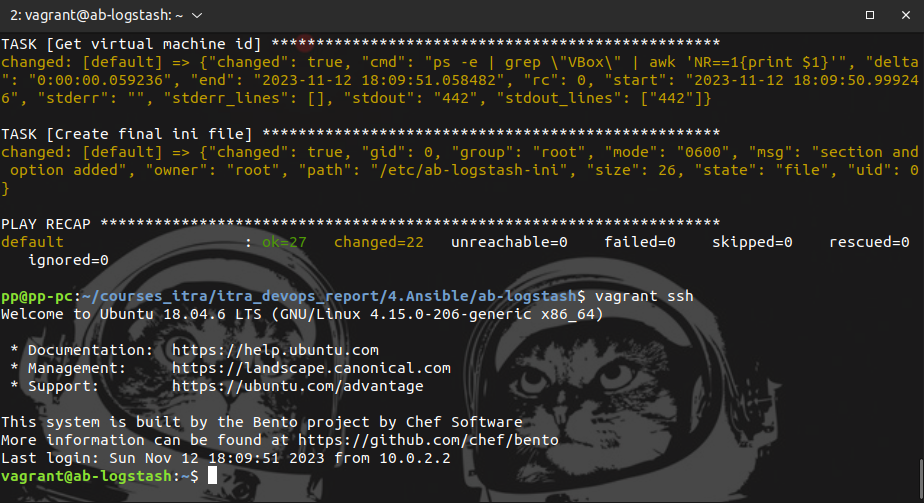 2: vagrant@ab-logstash: ~
TASK [Get virtual machine id] **************************************************
changed: [default] => {"changed": true, "cmd": "ps -e | grep \"VBox\" | awk 'NR==1{print $1}'", "delta
": "0:00:00.059236", "end": "2023-11-12 18:09:51.058482", "rc": 0, "start": "2023-11-12 18:09:50.99924
6", "stderr": "", "stderr_lines": [], "stdout": "442", "stdout_lines": ["442"]}
TASK [Create final ini file] ***************************************************
changed: [default] => {"changed": true, "gid": 0, "group": "root", "mode": "0600", "msg": "section and
 option added", "owner": "root", "path": "/etc/ab-logstash-ini", "size": 26, "state": "file", "uid": 0
}
PLAY RECAP *********************************************************************
default                    : ok=27   changed=22   unreachable=0    failed=0    skipped=0    rescued=0
   ignored=0
pp@pp-pc:~/courses_itra/itra_devops_report/4.Ansible/ab-logstash$ vagrant ssh
Welcome to Ubuntu 18.04.6 LTS (GNU/Linux 4.15.0-206-generic x86_64)
 * Documentation:  https://help.ubuntu.com
 * Management:     https://landscape.canonical.com
 * Support:        https://ubuntu.com/advantage
This system is built by the Bento project by Chef Software
More information can be found at https://github.com/chef/bento
Last login: Sun Nov 12 18:09:51 2023 from 10.0.2.2
vagrant@ab-logstash:~$